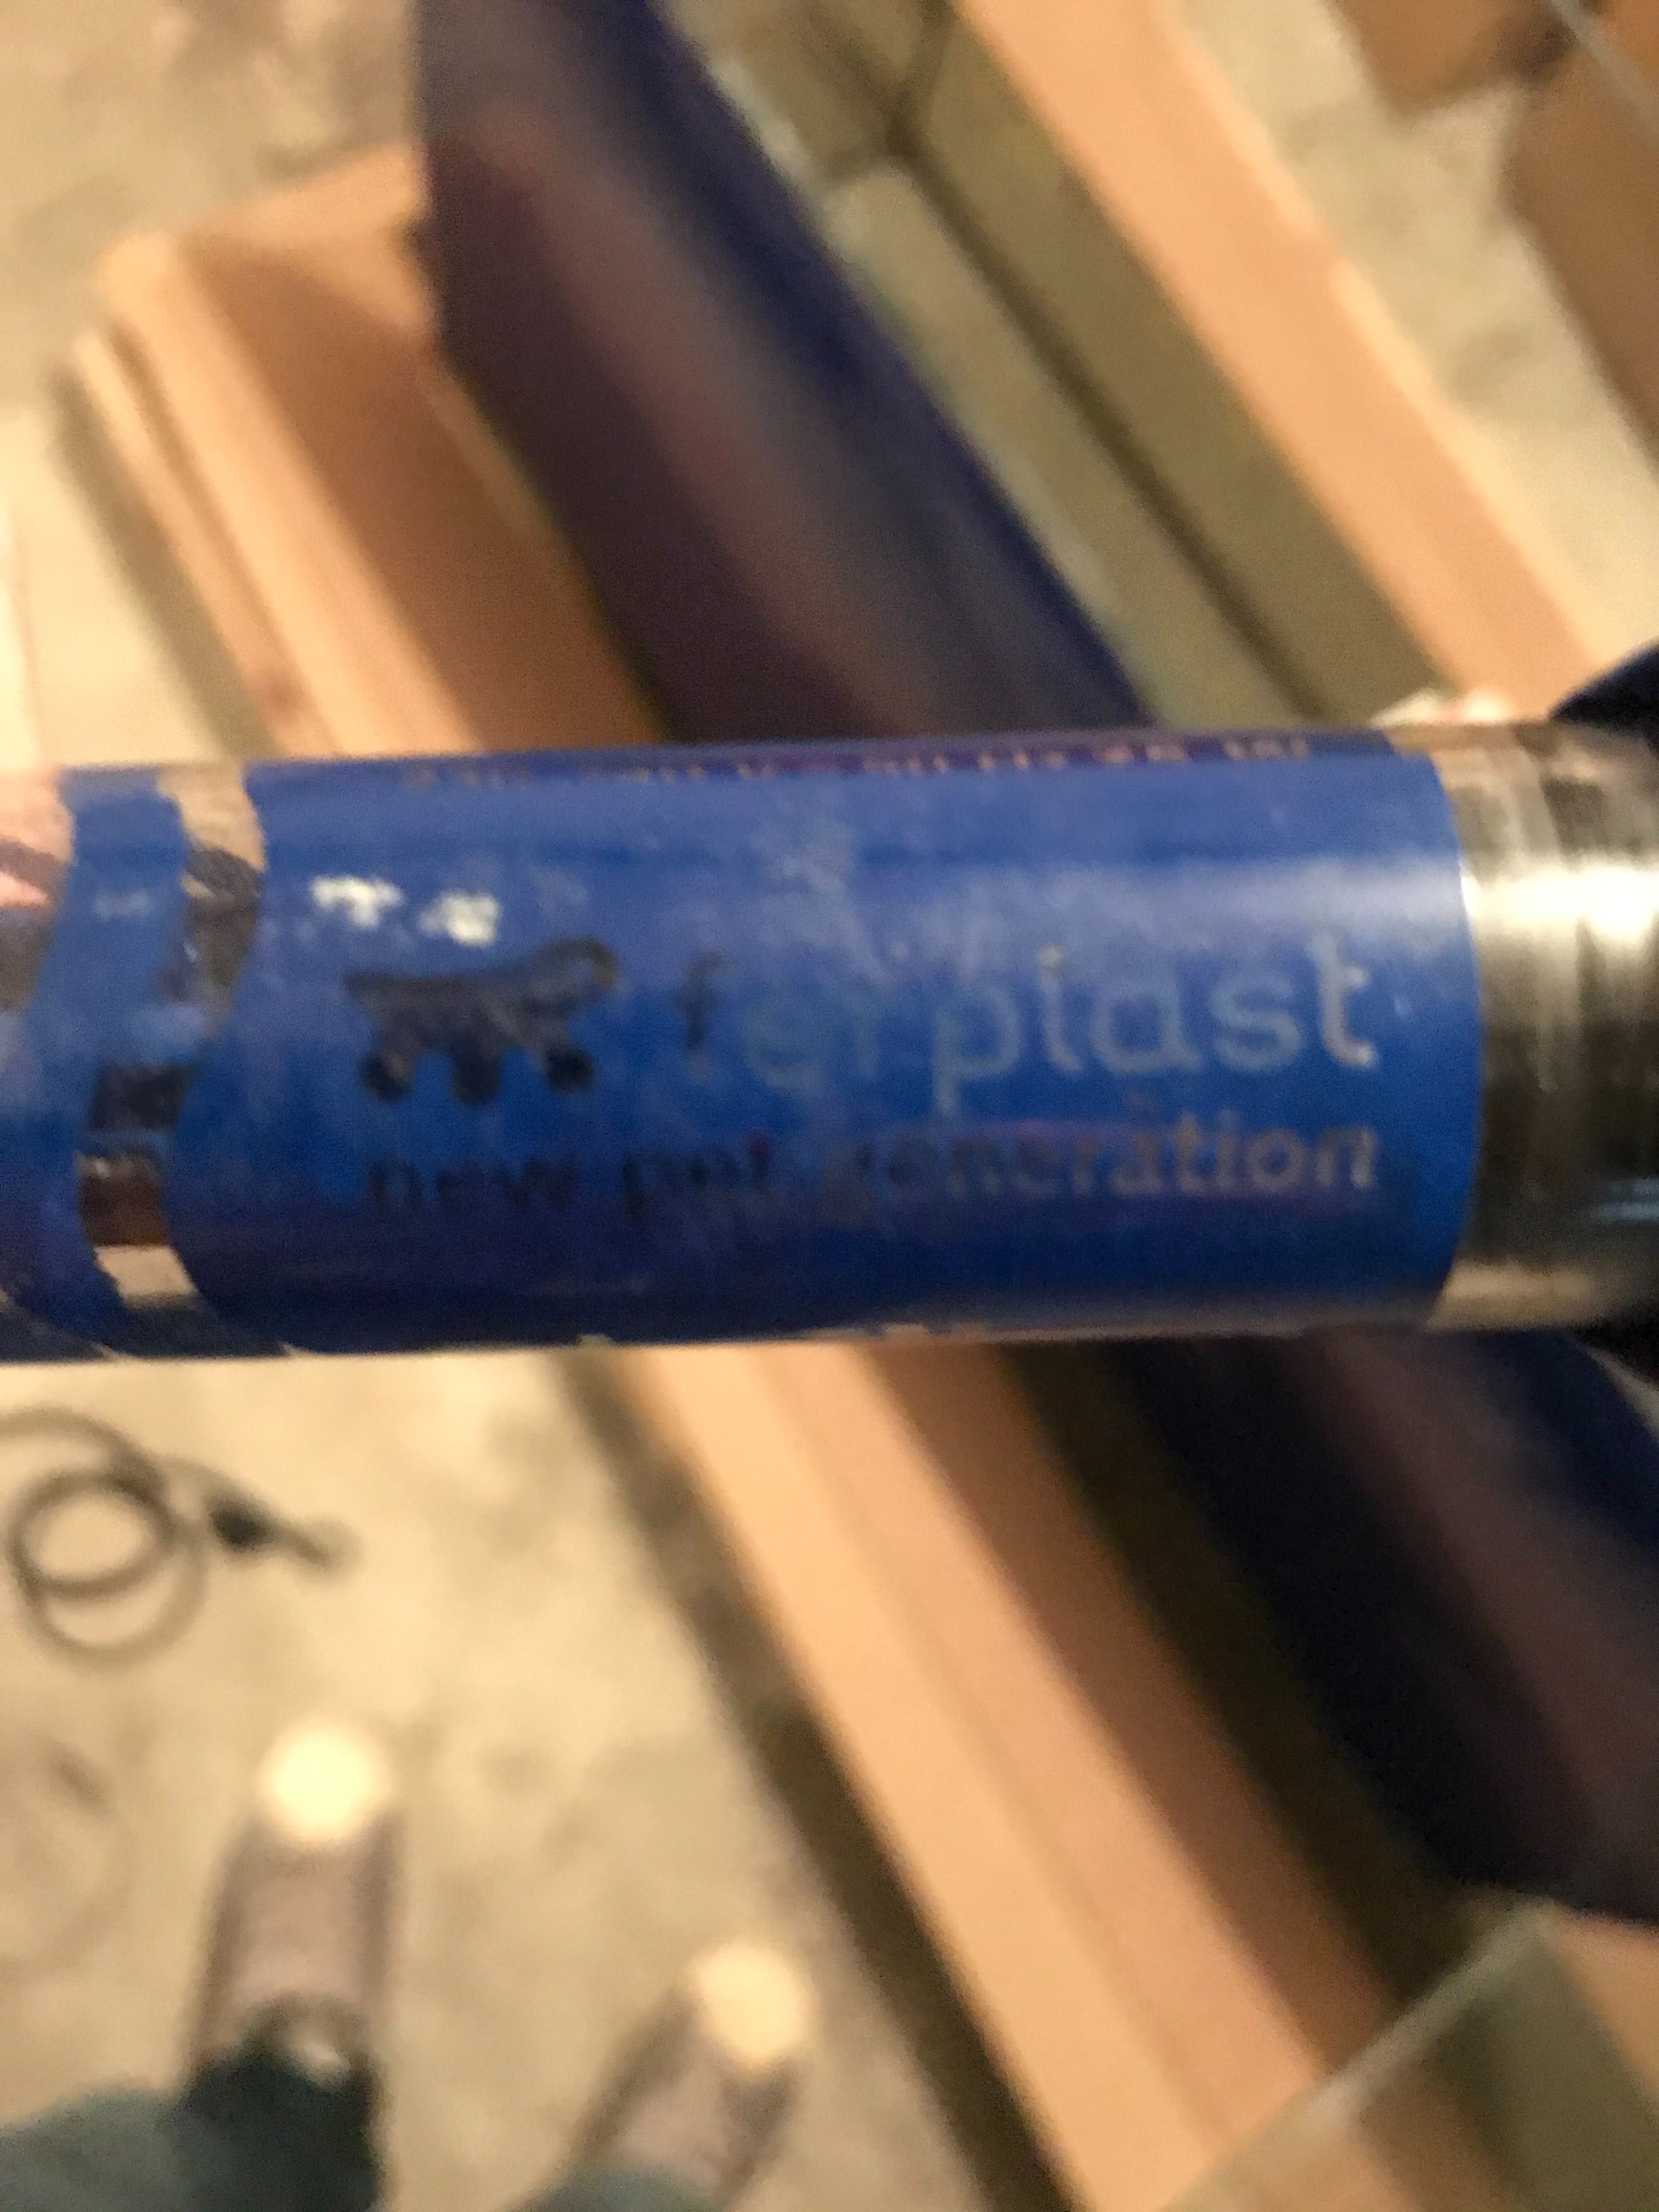 ferplast
new pet generation